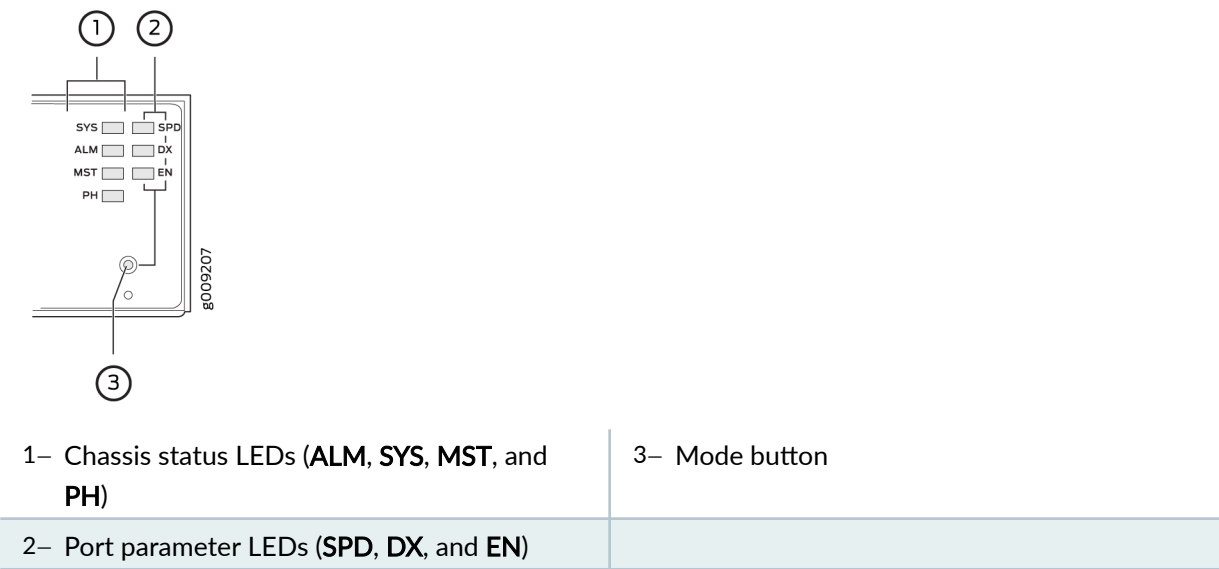 1 2
SYS SPD
ALM DX
MST EN
PH
g009207
3
1– Chassis status LEDs (ALM, SYS, MST, and
PH)
3– Mode button
2– Port parameter LEDs (SPD, DX, and EN)